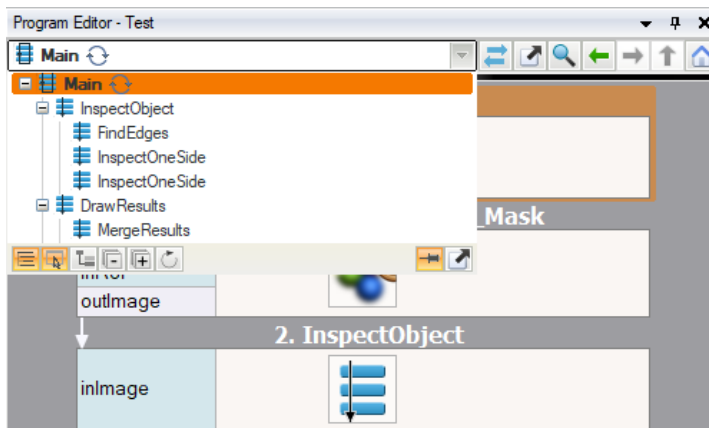 Program Editor - Test
Main
Main
InspectObject
FindEdges
InspectOneSide
InspectOneSide
DrawResults
MergeResults
_Mask
outImage
2. InspectObject
inImage